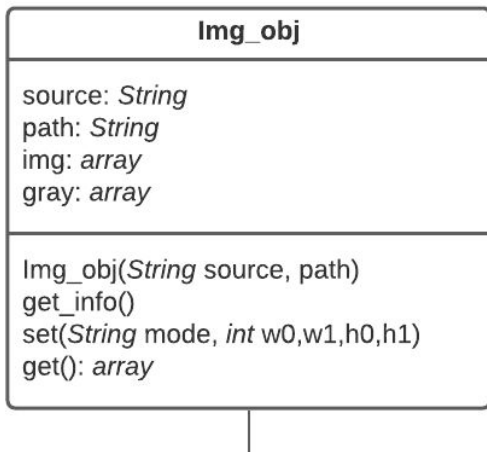 Img_obj
source: String
path: String
img: array
gray: array
Img_obj(String source, path)
get_info()
set(String mode, int w0,w1,h0,h1)
get(): array